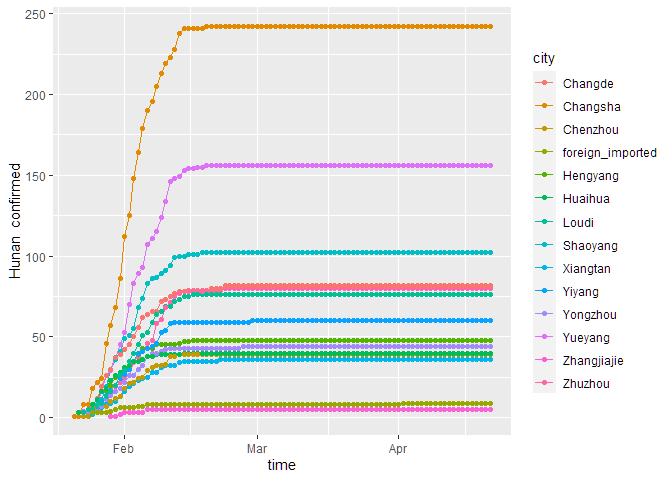 250
200
150
100
50
0
Hunan confirmed
Feb
Mar
Apr
time
city
Changde
Changsha
Chenzhou
foreign_imported
Hengyang
Huaihua
Loudi
Shaoyang
Xiangtan
Yiyang
Yongzhou
Yueyang
Zhangjiajie
Zhuzhou